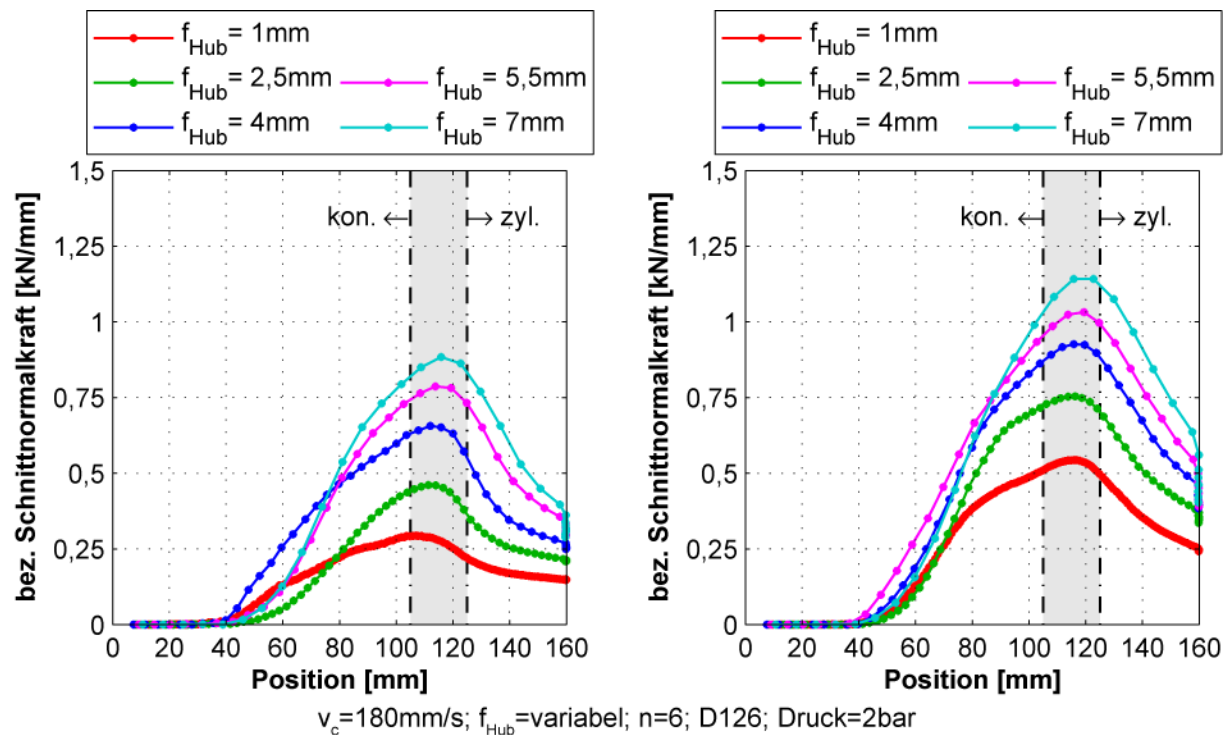 f_Hub = 1mm
f_Hub = 2,5mm f_Hub = 5,5mm
f_Hub = 4mm f_Hub = 7mm
1,5
1,25
1
0,75
0,5
0,25
0
kon. ← → zyl.
0 20 40 60 80 100 120 140 160
bez. Schnittnormalkraft [kN/mm]
Position [mm]
f_Hub = 1mm
f_Hub = 2,5mm f_Hub = 5,5mm
f_Hub = 4mm f_Hub = 7mm
1,5
1,25
1
0,75
0,5
0,25
0
kon. ← → zyl.
0 20 40 60 80 100 120 140 160
bez. Schnittnormalkraft [kN/mm]
Position [mm]
v_c=180mm/s; f_Hub=variabel; n=6; D126; Druck=2bar